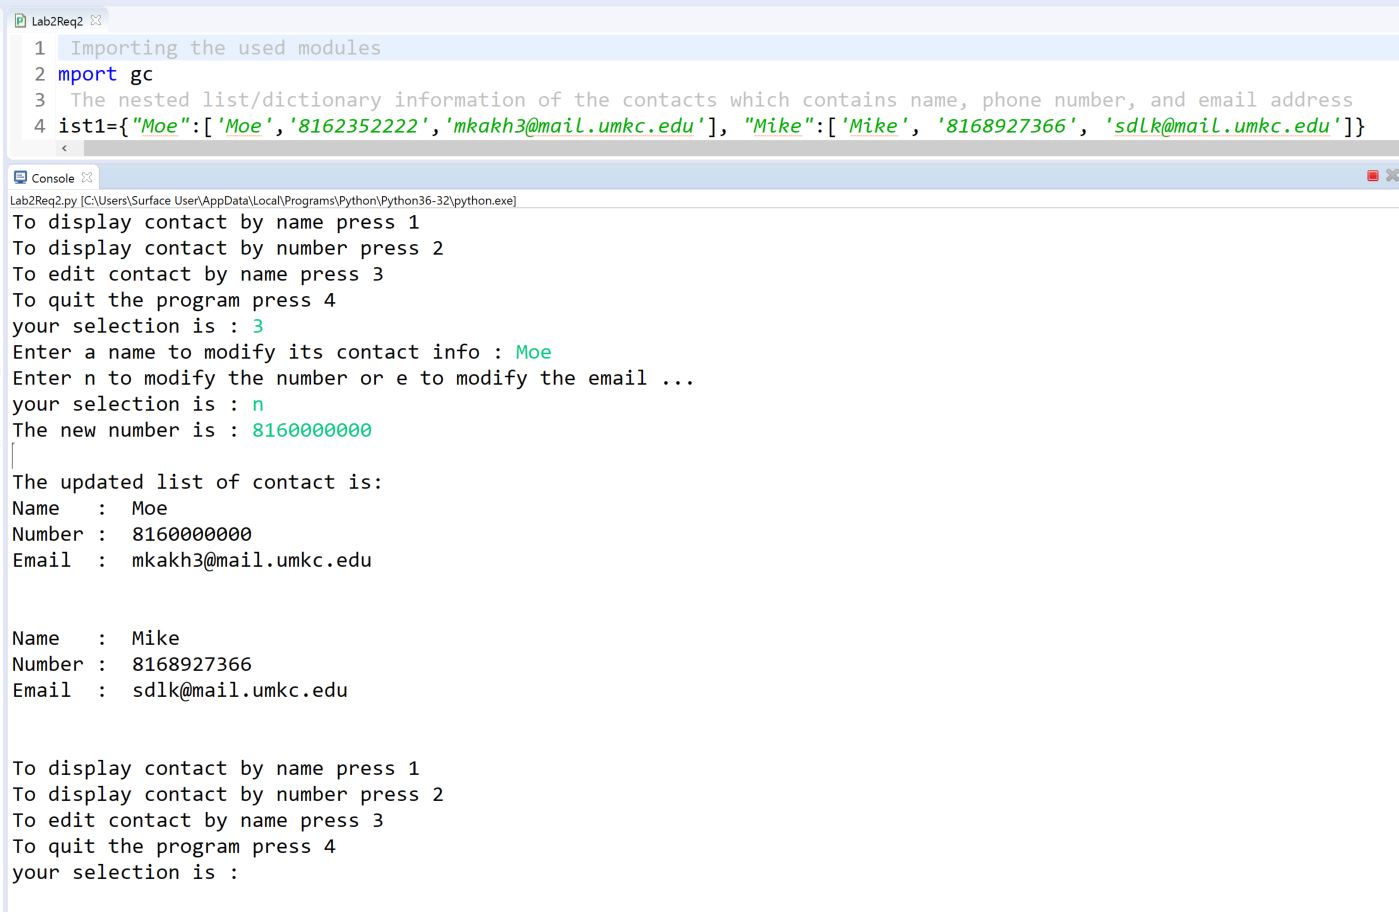 Lab2Req2
1 Importing the used modules
2 mport gc
3 The nested list/dictionary information of the contacts which contains name, phone number, and email address
4 ist1={"Moe":['Moe','8162352222','mkakh3@mail.umkc.edu'], "Mike":['Mike', '8168927366', 'sdlk@mail.umkc.edu']}
Console
Lab2Req2.py [C:\Users\Surface User\AppData\Local\Programs\Python\Python36-32\python.exe]
To display contact by name press 1
To display contact by number press 2
To edit contact by name press 3
To quit the program press 4
your selection is : 3
Enter a name to modify its contact info : Moe
Enter n to modify the number or e to modify the email ...
your selection is : n
The new number is : 8160000000
The updated list of contact is:
Name   :  Moe
Number :  8160000000
Email  :  mkakh3@mail.umkc.edu
Name   :  Mike
Number :  8168927366
Email  :  sdlk@mail.umkc.edu
To display contact by name press 1
To display contact by number press 2
To edit contact by name press 3
To quit the program press 4
your selection is :